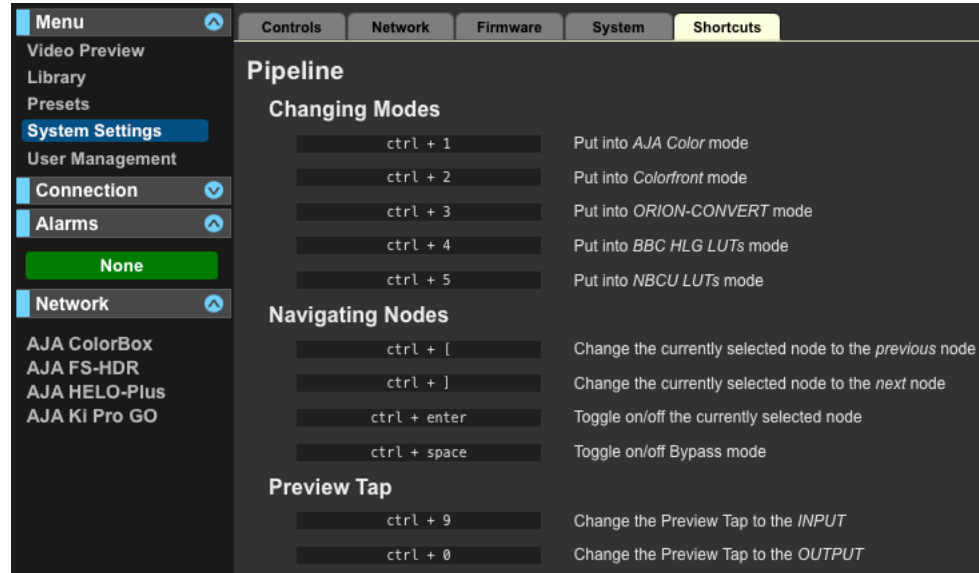 Menu
Video Preview
Library
Presets
System Settings
User Management
Connection
Alarms
None
Network
AJA ColorBox
AJA FS-HDR
AJA HELO-Plus
AJA Ki Pro GO
Controls Network Firmware System Shortcuts
Pipeline
Changing Modes
ctrl + 1 Put into AJA Color mode
ctrl + 2 Put into Colorfront mode
ctrl + 3 Put into ORION-CONVERT mode
ctrl + 4 Put into BBC HLG LUTs mode
ctrl + 5 Put into NBCU LUTs mode
Navigating Nodes
ctrl + [ Change the currently selected node to the previous node
ctrl + ] Change the currently selected node to the next node
ctrl + enter Toggle on/off the currently selected node
ctrl + space Toggle on/off Bypass mode
Preview Tap
ctrl + 9 Change the Preview Tap to the INPUT
ctrl + 0 Change the Preview Tap to the OUTPUT